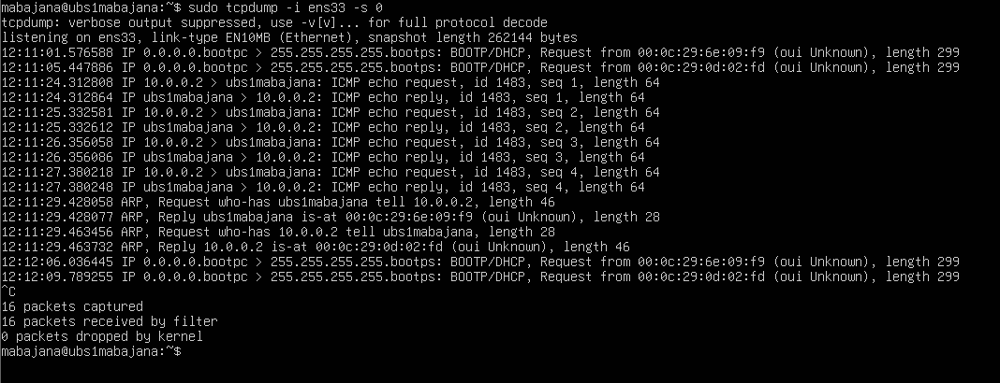 mabajana@ubs1mabajana:~$ sudo tcpdump -i ens33 -s 0
tcpdump: verbose output suppressed, use -v[v]... for full protocol decode
listening on ens33, link-type EN10MB (Ethernet), snapshot length 262144 bytes
12:11:01.576588 IP 0.0.0.0.bootpc > 255.255.255.255.bootps: BOOTP/DHCP, Request from 00:0c:29:6e:09:f9 (oui Unknown), length 299
12:11:05.447886 IP 0.0.0.0.bootpc > 255.255.255.255.bootps: BOOTP/DHCP, Request from 00:0c:29:0d:02:fd (oui Unknown), length 299
12:11:24.312808 IP 10.0.0.2 > ubs1mabajana: ICMP echo request, id 1483, seq 1, length 64
12:11:24.312864 IP ubs1mabajana > 10.0.0.2: ICMP echo reply, id 1483, seq 1, length 64
12:11:25.332581 IP 10.0.0.2 > ubs1mabajana: ICMP echo request, id 1483, seq 2, length 64
12:11:25.332612 IP ubs1mabajana > 10.0.0.2: ICMP echo reply, id 1483, seq 2, length 64
12:11:26.356058 IP 10.0.0.2 > ubs1mabajana: ICMP echo request, id 1483, seq 3, length 64
12:11:26.356086 IP ubs1mabajana > 10.0.0.2: ICMP echo reply, id 1483, seq 3, length 64
12:11:27.380218 IP 10.0.0.2 > ubs1mabajana: ICMP echo request, id 1483, seq 4, length 64
12:11:27.380248 IP ubs1mabajana > 10.0.0.2: ICMP echo reply, id 1483, seq 4, length 64
12:11:29.428058 ARP, Request who-has ubs1mabajana tell 10.0.0.2, length 46
12:11:29.428077 ARP, Reply ubs1mabajana is-at 00:0c:29:6e:09:f9 (oui Unknown), length 28
12:11:29.463456 ARP, Request who-has 10.0.0.2 tell ubs1mabajana, length 28
12:11:29.463732 ARP, Reply 10.0.0.2 is-at 00:0c:29:0d:02:fd (oui Unknown), length 46
12:12:06.036445 IP 0.0.0.0.bootpc > 255.255.255.255.bootps: BOOTP/DHCP, Request from 00:0c:29:6e:09:f9 (oui Unknown), length 299
12:12:09.789255 IP 0.0.0.0.bootpc > 255.255.255.255.bootps: BOOTP/DHCP, Request from 00:0c:29:0d:02:fd (oui Unknown), length 299
^C
16 packets captured
16 packets received by filter
0 packets dropped by kernel
mabajana@ubs1mabajana:~$